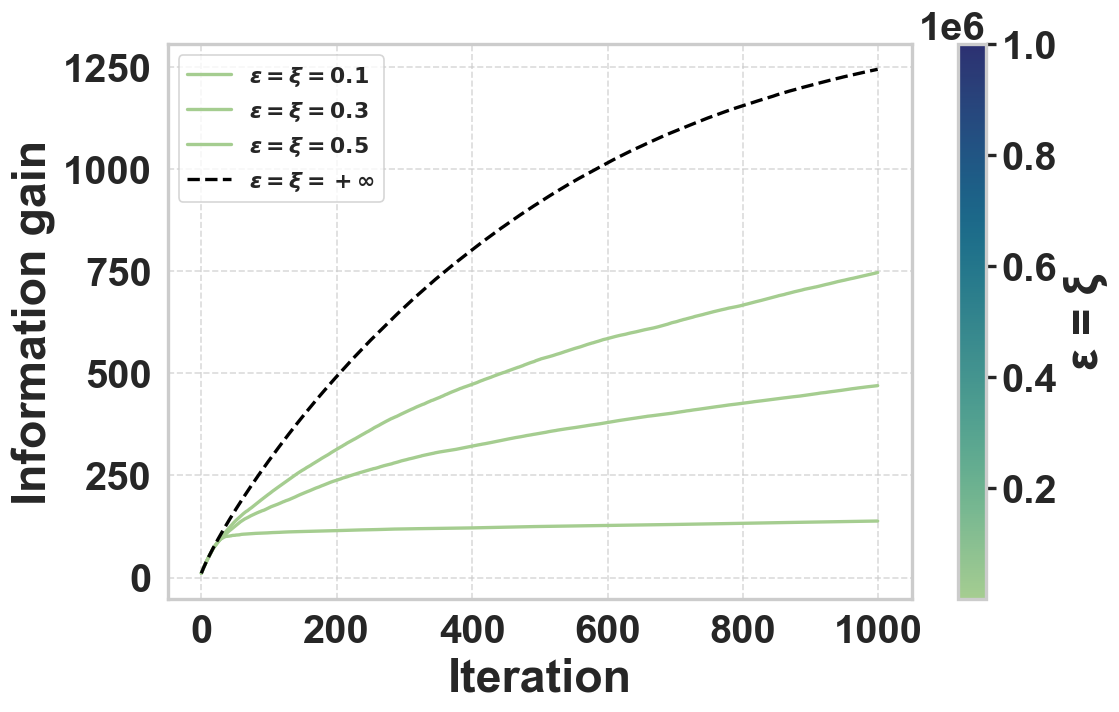 1e6
1250
1000
750
500
250
0
Information gain
ε = ξ = 0.1
ε = ξ = 0.3
ε = ξ = 0.5
ε = ξ = + ∞
0 200 400 600 800 1000
Iteration
1.0
0.8
0.6
0.4
0.2
ε = ξ